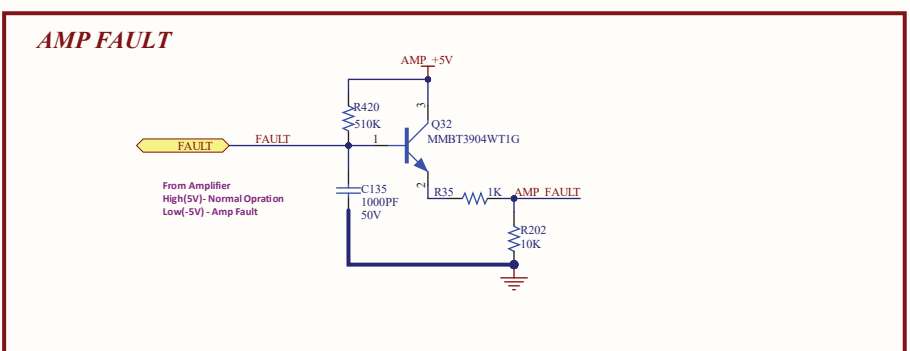 AMP FAULT
AMP_+5V
R420
510K
3
Q32
MMBT3904WT1G
FAULT
FAULT
1
2
From Amplifier
High(5V)- Normal Opration
Low(-5V) - Amp Fault
C135
1000PF
50V
R35
1K
AMP_FAULT
R202
10K